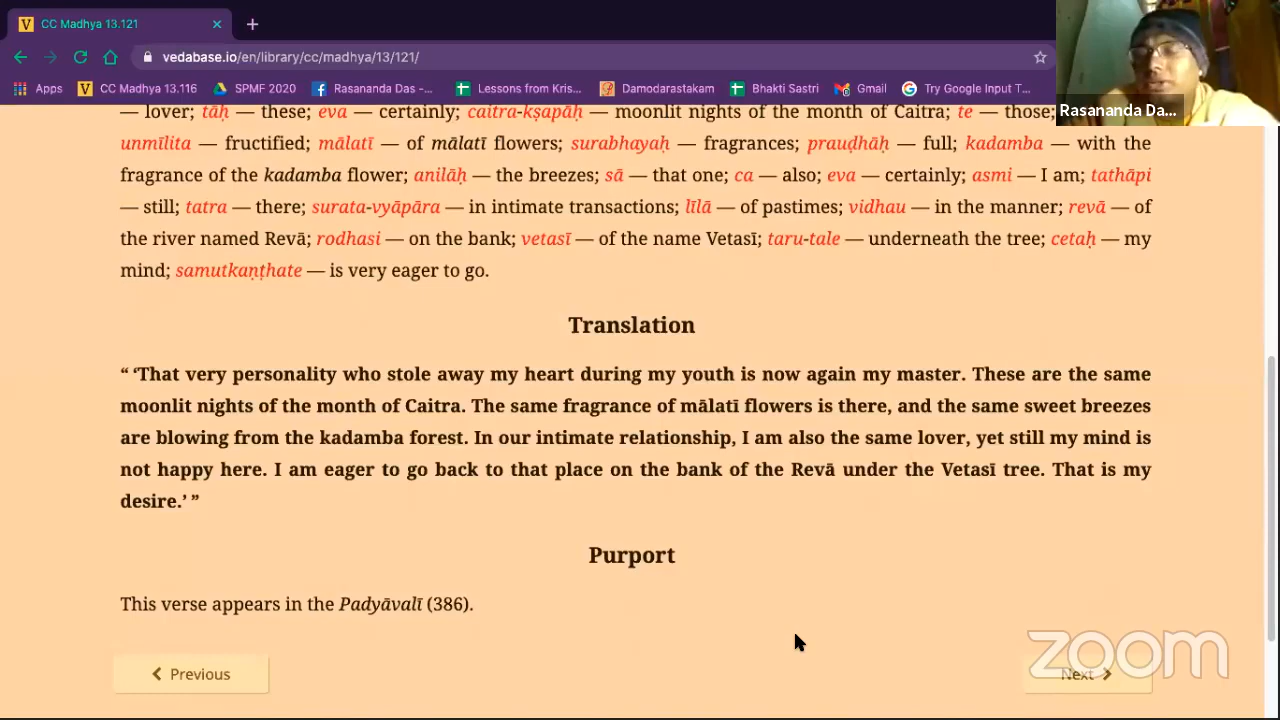 CC Madhya 13.121
vedabase.io/en/library/cc/madhya/13/121/
Apps CC Madhya 13.116 SPMF 2020 Rasananda Das -... Lessons from Kris... Damodarastakam Bhakti Sastri Gmail Try Google Input T...
Rasananda Da...
— lover; tāḥ — these; eva — certainly; caitra-kṣapāḥ — moonlit nights of the month of Caitra; te — those;
unmīlita — fructified; mālatī — of mālatī flowers; surabhayaḥ — fragrances; prauḍhāḥ — full; kadamba — with the
fragrance of the kadamba flower; anilāḥ — the breezes; sā — that one; ca — also; eva — certainly; asmi — I am; tathāpi
— still; tatra — there; surata-vyāpāra — in intimate transactions; līlā — of pastimes; vidhau — in the manner; revā — of
the river named Revā; rodhasi — on the bank; vetasī — of the name Vetasī; taru-tale — underneath the tree; cetaḥ — my
mind; samutkaṇṭhate — is very eager to go.
Translation
“ ‘That very personality who stole away my heart during my youth is now again my master. These are the same
moonlit nights of the month of Caitra. The same fragrance of mālatī flowers is there, and the same sweet breezes
are blowing from the kadamba forest. In our intimate relationship, I am also the same lover, yet still my mind is
not happy here. I am eager to go back to that place on the bank of the Revā under the Vetasī tree. That is my
desire.’ ”
Purport
This verse appears in the Padyāvalī (386).
Previous
Next
zoom